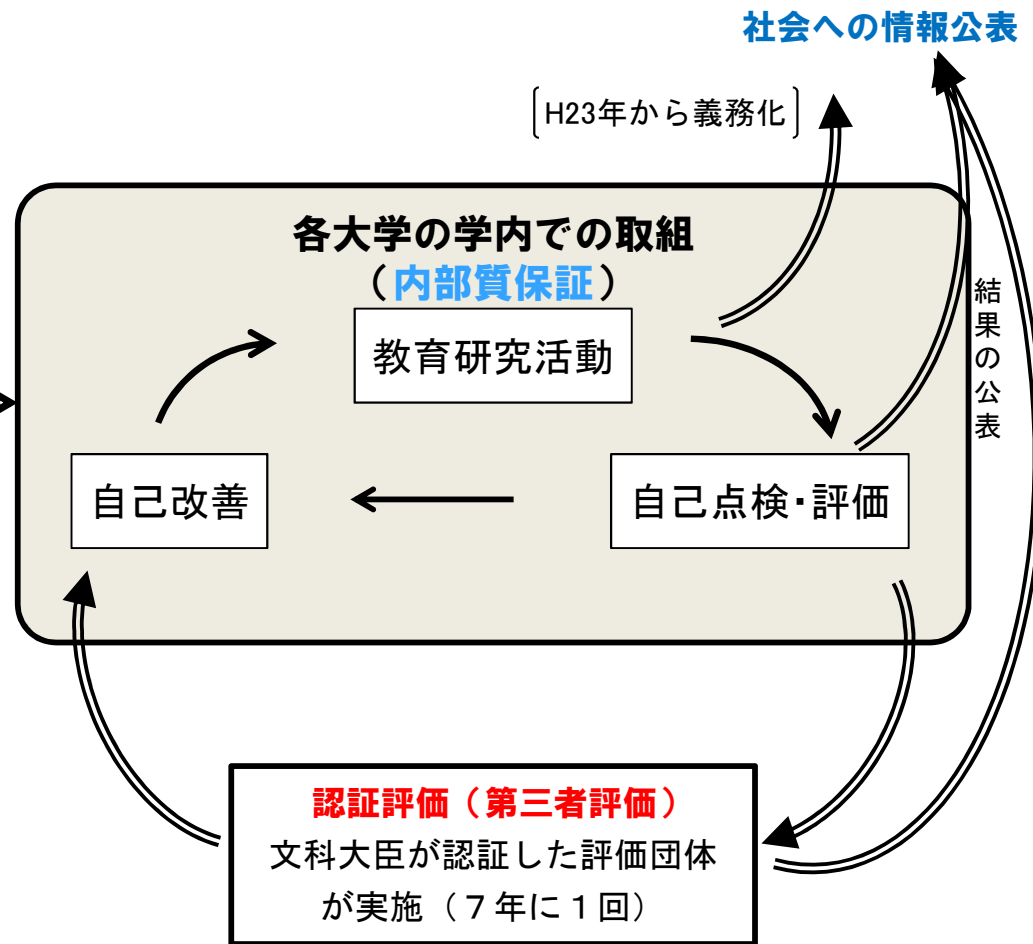 社会への情報公表
[H23年から義務化]
各大学の学内での取組
（内部質保証）
教育研究活動
結果の公表
自己改善
自己点検・評価
認証評価（第三者評価）
文科大臣が認証した評価団体
が実施（７年に１回）